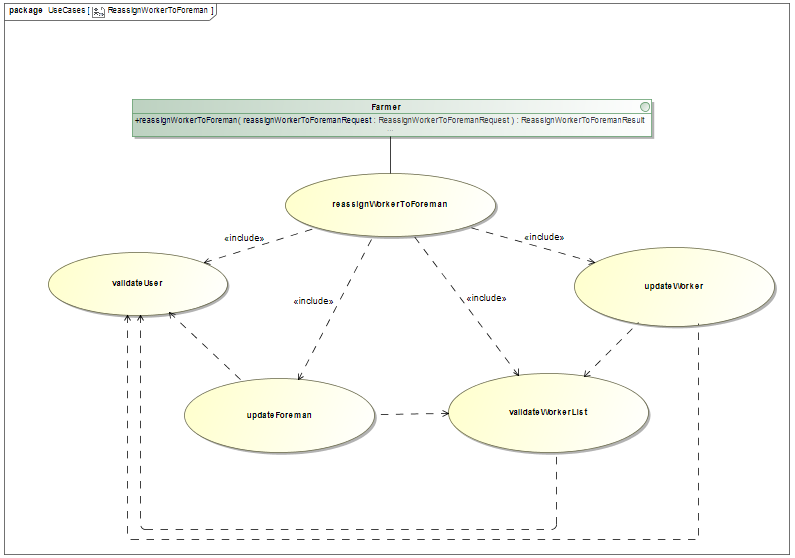 package UseCases [ ReassignWorkerToForeman ]
Farmer
+reassignWorkerToForeman( reassignWorkerToForemanRequest : ReassignWorkerToForemanRequest ) : ReassignWorkerToForemanResult
...
reassignWorkerToForeman
«include»
«include»
validateUser
updateWorker
«include»
«include»
updateForeman
validateWorkerList